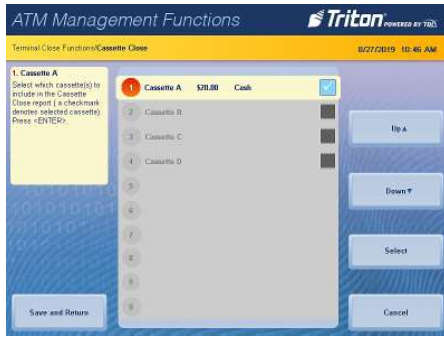 ATM Management Functions
Triton POWERED BY TDL
Terminal Close Functions/Cassette Close
8/27/2019 10:46 AM
1. Cassette A
Select which cassette(s) to
include in the Cassette
Close report ( a checkmark
denotes selected cassette).
Press <ENTER>.
1 Cassette A $20.00 Cash
2 Cassette B
3 Cassette C
4 Cassette D
5
6
7
8
9
Up ▲
Down ▼
Select
Save and Return
Cancel